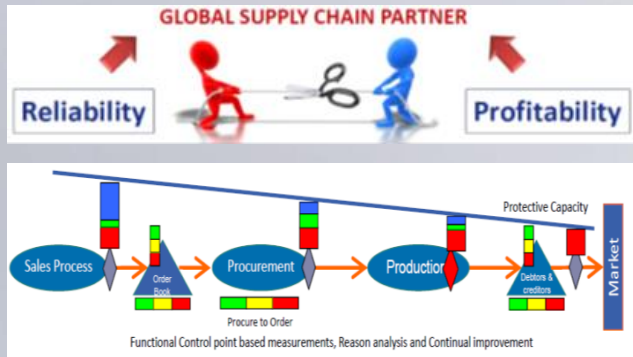 GLOBAL SUPPLY CHAIN PARTNER
Reliability
Profitability
Protective Capacity
Sales Process
Order
Book
Procurement
Production
Debtors &
creditors
Market
Procure to Order
Functional Control point based measurements, Reason analysis and Continual improvement